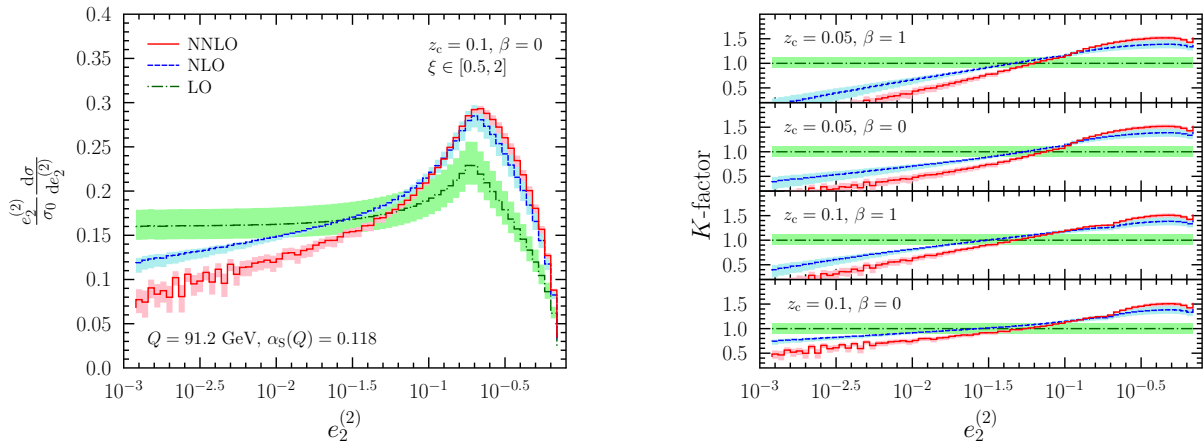 0.4
0.35
0.3
0.25
0.2
0.15
0.1
0.05
0.0
e_2^{(2)}/σ_0 dσ/de_2^{(2)}
NNLO
NLO
LO
z_c = 0.1, β = 0
ξ ∈ [0.5, 2]
Q = 91.2 GeV, α_S(Q) = 0.118
10^{-3} 10^{-2.5} 10^{-2} 10^{-1.5} 10^{-1} 10^{-0.5}
e_2^{(2)}
K-factor
1.5
1.0
0.5
z_c = 0.05, β = 1
1.5
1.0
0.5
z_c = 0.05, β = 0
1.5
1.0
0.5
z_c = 0.1, β = 1
1.5
1.0
0.5
z_c = 0.1, β = 0
10^{-3} 10^{-2.5} 10^{-2} 10^{-1.5} 10^{-1} 10^{-0.5}
e_2^{(2)}